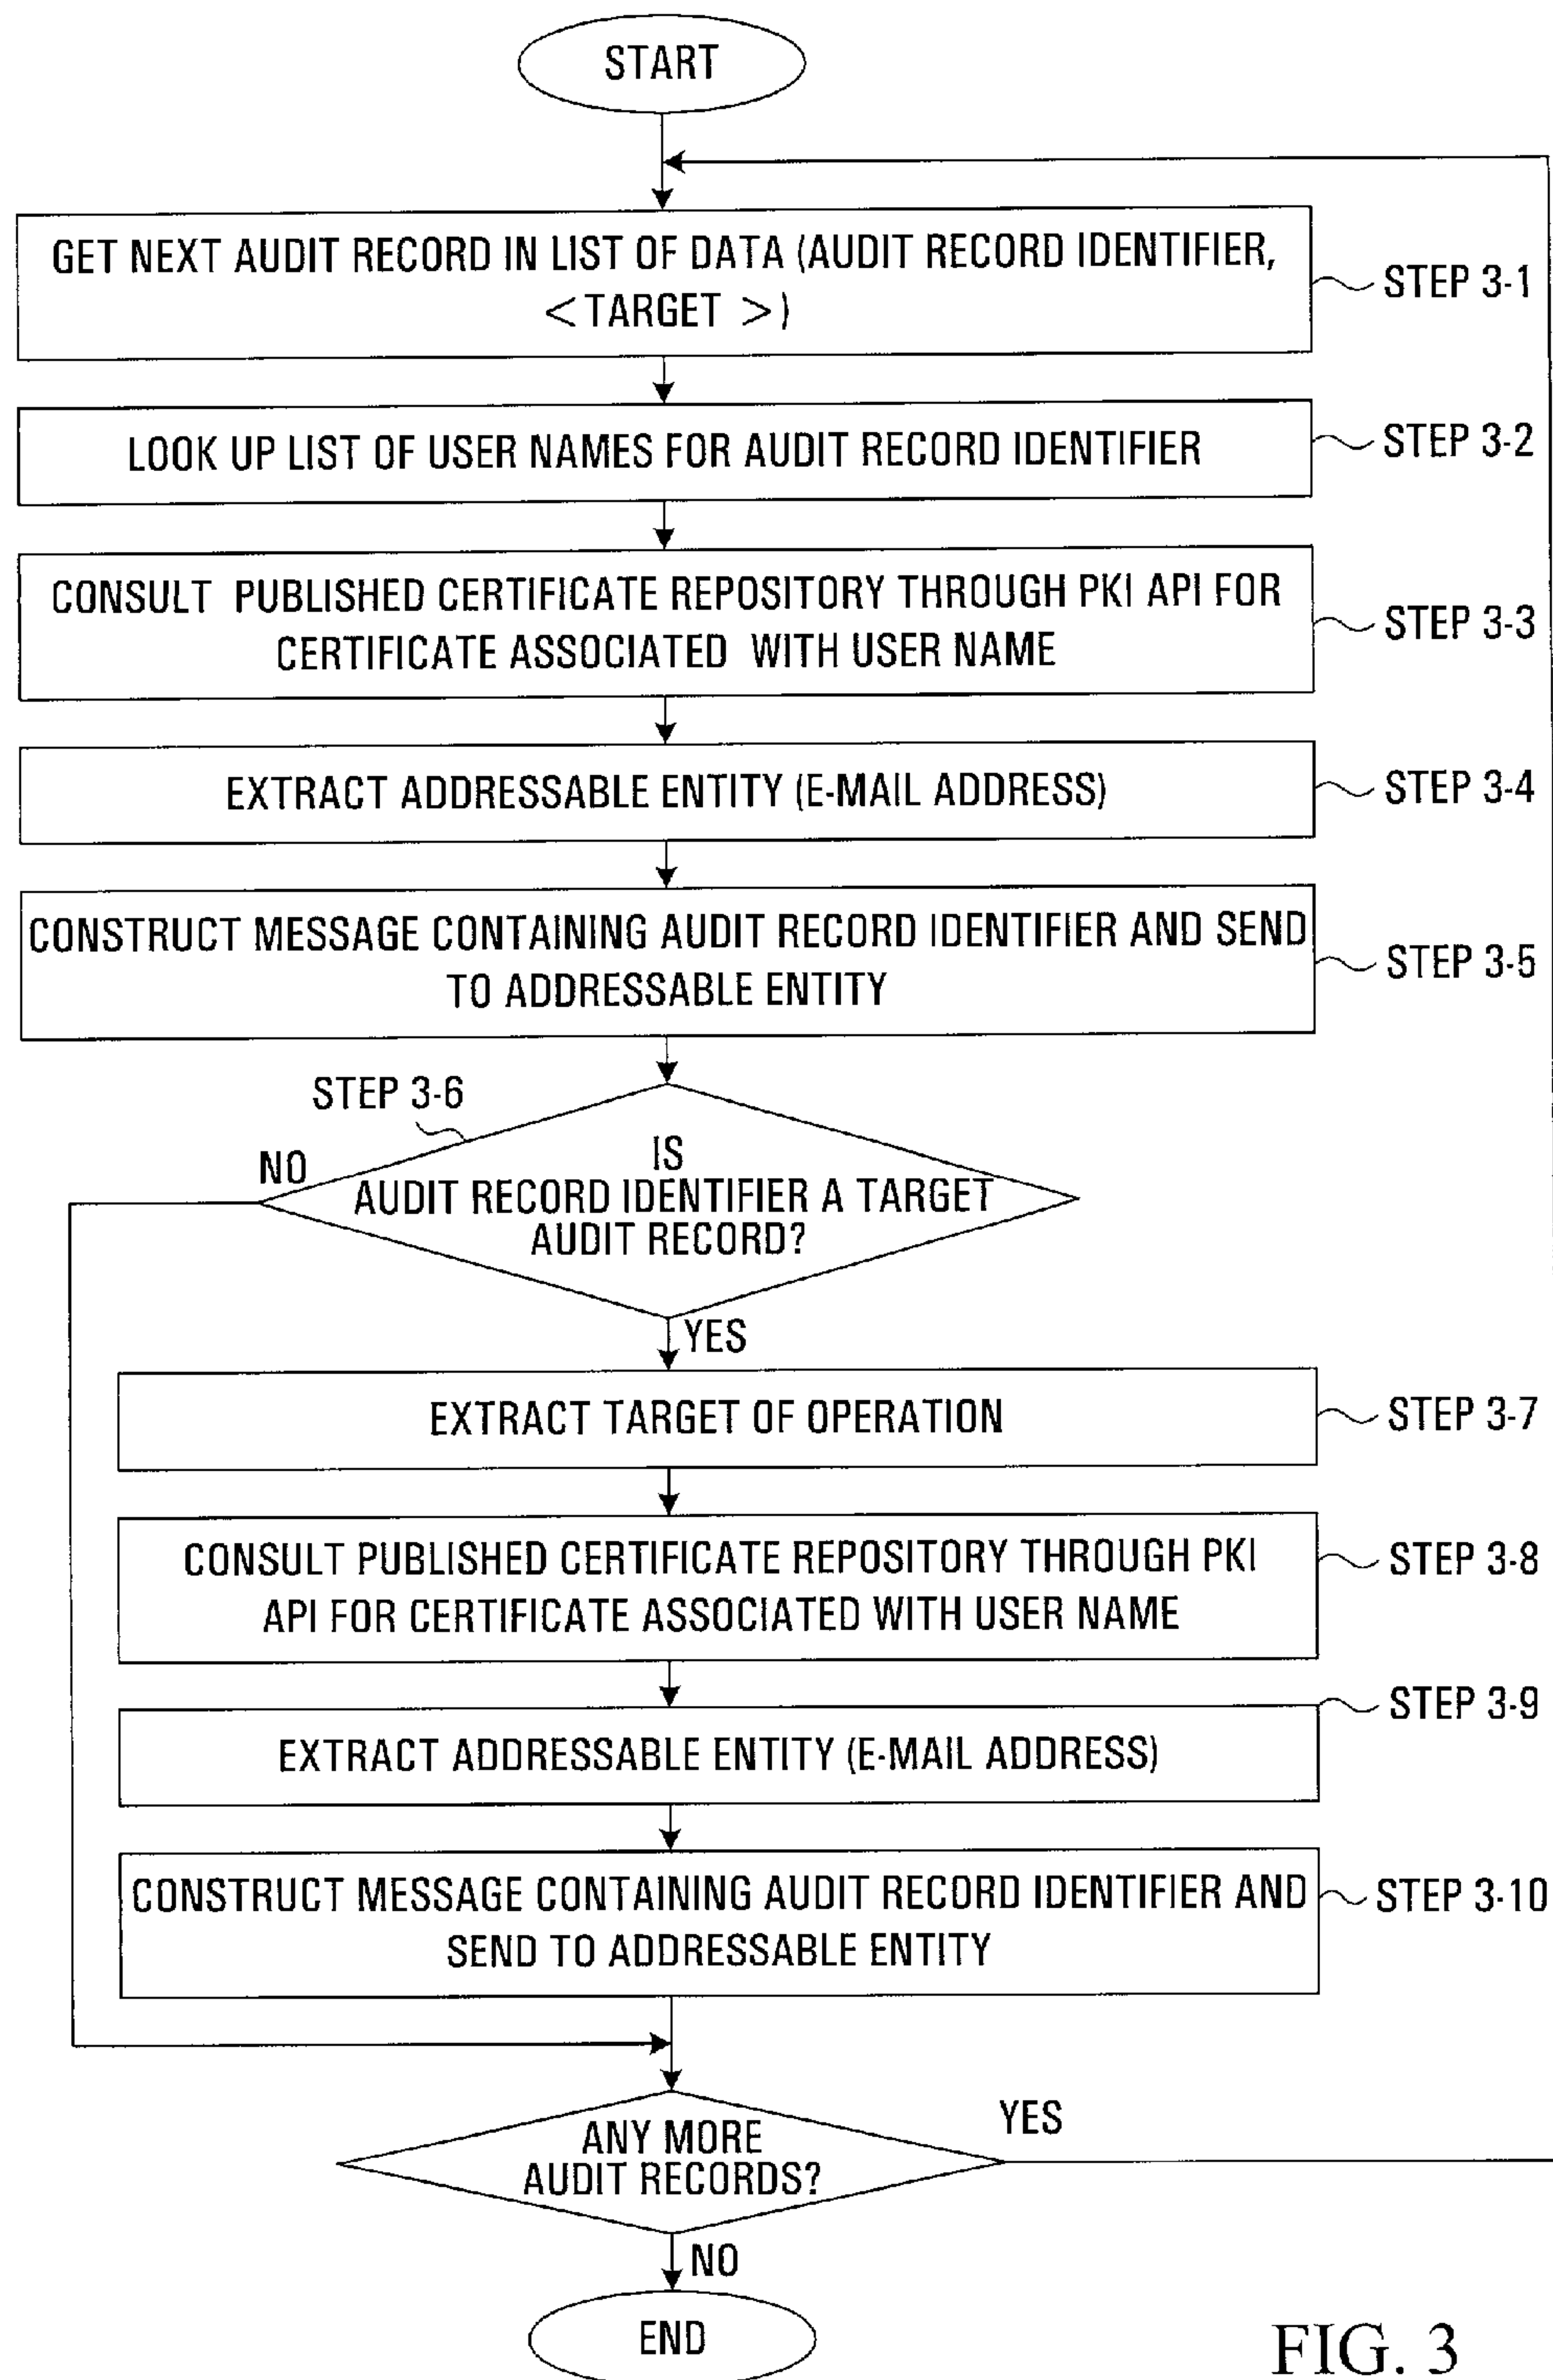 START
GET NEXT AUDIT RECORD IN LIST OF DATA (AUDIT RECORD IDENTIFIER,
<TARGET >)
STEP 3-1
LOOK UP LIST OF USER NAMES FOR AUDIT RECORD IDENTIFIER
STEP 3-2
CONSULT PUBLISHED CERTIFICATE REPOSITORY THROUGH PKI API FOR
CERTIFICATE ASSOCIATED WITH USER NAME
STEP 3-3
EXTRACT ADDRESSABLE ENTITY (E-MAIL ADDRESS)
STEP 3-4
CONSTRUCT MESSAGE CONTAINING AUDIT RECORD IDENTIFIER AND SEND
TO ADDRESSABLE ENTITY
STEP 3-5
STEP 3-6
NO
IS
AUDIT RECORD IDENTIFIER A TARGET
AUDIT RECORD?
YES
EXTRACT TARGET OF OPERATION
STEP 3-7
CONSULT PUBLISHED CERTIFICATE REPOSITORY THROUGH PKI
API FOR CERTIFICATE ASSOCIATED WITH USER NAME
STEP 3-8
EXTRACT ADDRESSABLE ENTITY (E-MAIL ADDRESS)
STEP 3-9
CONSTRUCT MESSAGE CONTAINING AUDIT RECORD IDENTIFIER AND
SEND TO ADDRESSABLE ENTITY
STEP 3-10
ANY MORE
AUDIT RECORDS?
YES
NO
END
FIG. 3